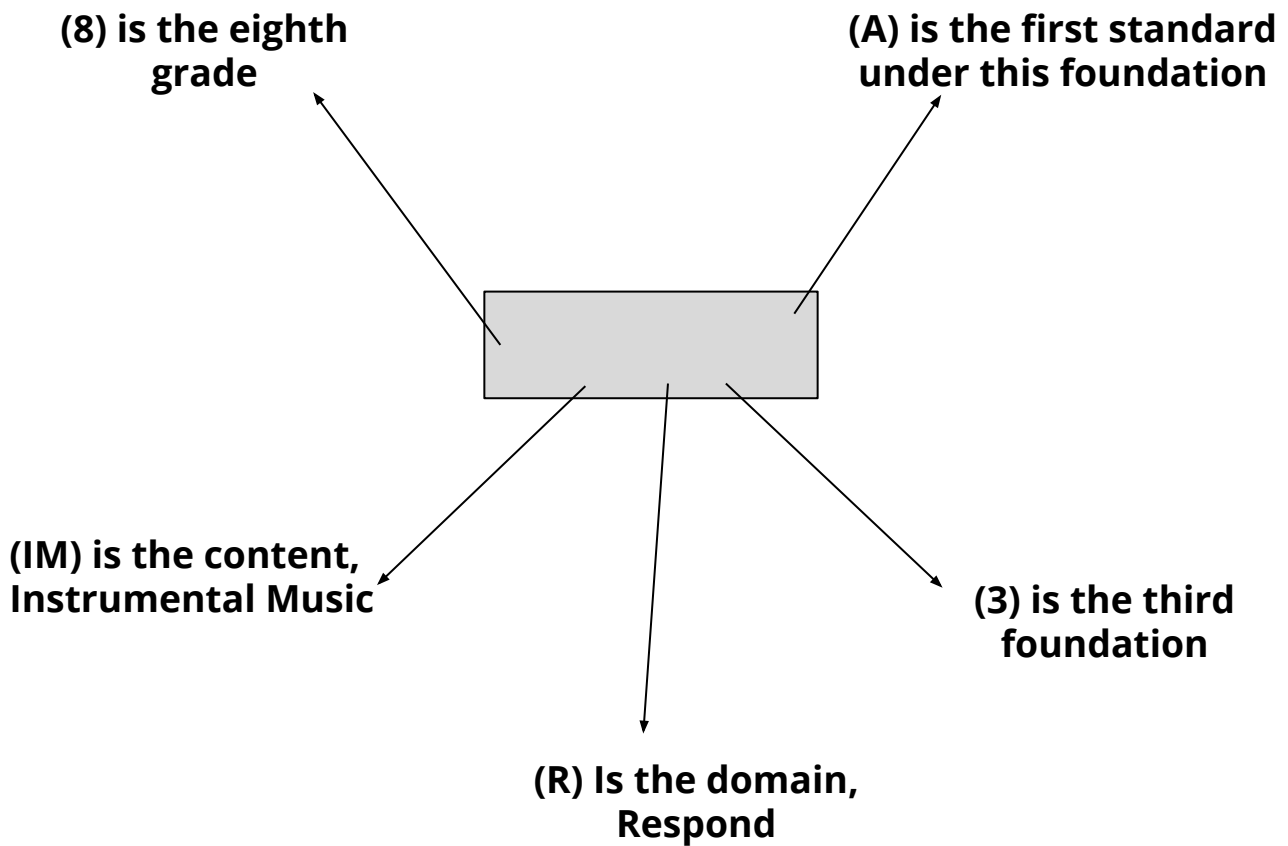 (8) is the eighth
grade
(A) is the first standard
under this foundation
(IM) is the content,
Instrumental Music
(3) is the third
foundation
(R) Is the domain,
Respond